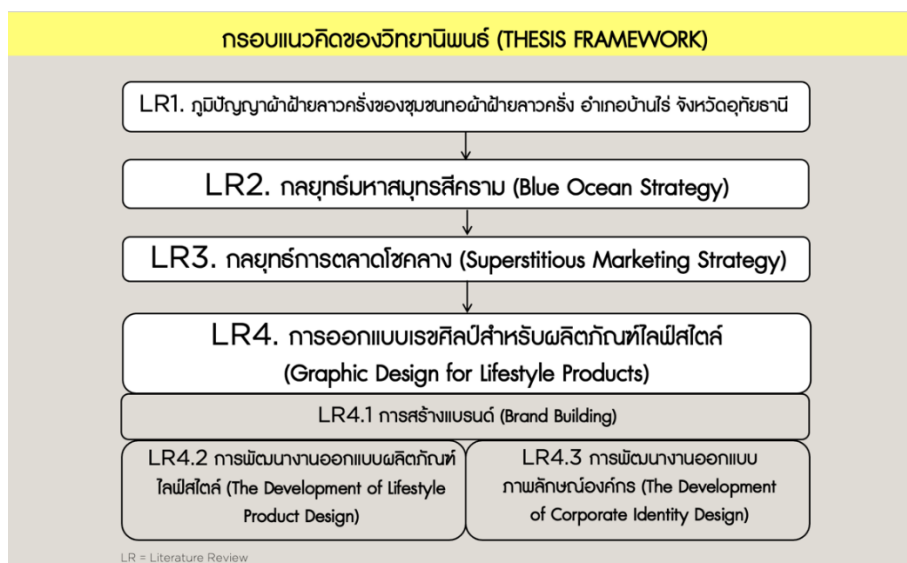 กรอบแนวคิดของวิทยานิพนธ์ (THESIS FRAMEWORK)
LR1. ภูมิปัญญาผ้าฝ้ายลาวครั่งของชุมชนทอผ้าฝ้ายลาวครั่ง อำเภอบ้านไร่ จังหวัดอุทัยธานี
LR2. กลยุทธ์มหาสมุทรสีคราม (Blue Ocean Strategy)
LR3. กลยุทธ์การตลาดโชคลาง (Superstitious Marketing Strategy)
LR4. การออกแบบเรขศิลป์สำหรับผลิตภัณฑ์ไลฟ์สไตล์
(Graphic Design for Lifestyle Products)
LR4.1 การสร้างแบรนด์ (Brand Building)
LR4.2 การพัฒนางานออกแบบผลิตภัณฑ์
ไลฟ์สไตล์ (The Development of Lifestyle
Product Design)
LR4.3 การพัฒนางานออกแบบ
ภาพลักษณ์องค์กร (The Development
of Corporate Identity Design)
LR = Literature Review